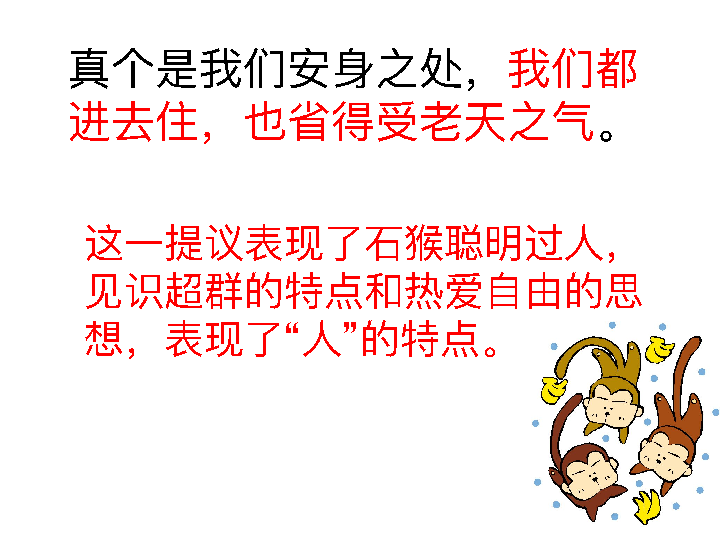 真个是我们安身之处，我们都
进去住，也省得受老天之气。
这一提议表现了石猴聪明过人，
见识超群的特点和热爱自由的思
想，表现了“人”的特点。